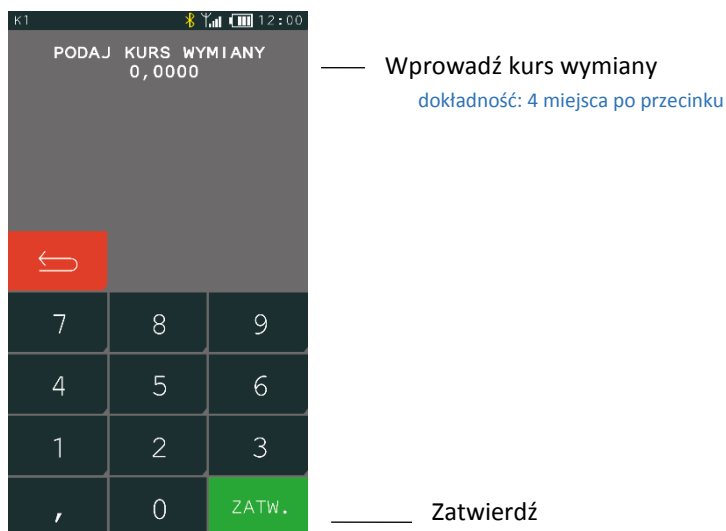 K1 12:00
PODAJ KURS WYMIANY
0,0000
Wprowadź kurs wymiany
dokładność: 4 miejsca po przecinku
7 8 9
4 5 6
1 2 3
, 0 ZATW.
Zatwierdź